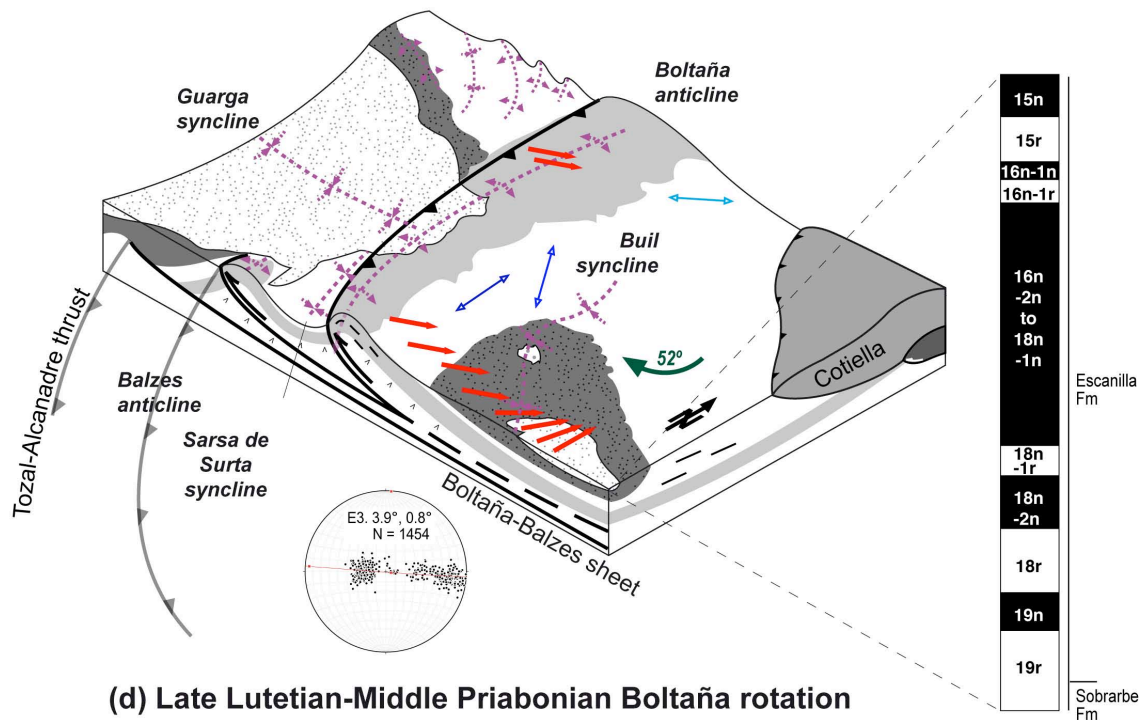 Guarga
syncline
Boltaña
anticline
Buil
syncline
52º
Cotiella
Tozal-Alcanadre thrust
Balzes
anticline
Sarsa de
Surta
syncline
Boltaña-Balzes sheet
E3. 3.9°, 0.8°
N = 1454
(d) Late Lutetian-Middle Priabonian Boltaña rotation
15n
15r
16n-1n
16n-1r
16n
-2n
to
18n
-1n
18n
-1r
18n
-2n
18r
19n
19r
Escanilla
Fm
Sobrarbe
Fm